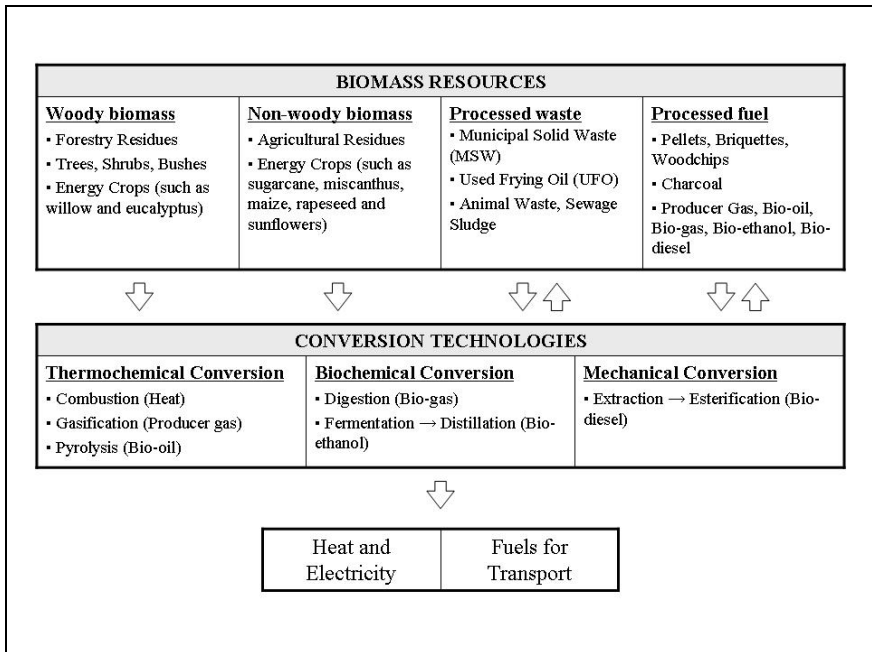 BIOMASS RESOURCES
Woody biomass
▪ Forestry Residues
▪ Trees, Shrubs, Bushes
▪ Energy Crops (such as
willow and eucalyptus)
Non-woody biomass
▪ Agricultural Residues
▪ Energy Crops (such as
sugarcane, miscanthus,
maize, rapeseed and
sunflowers)
Processed waste
▪ Municipal Solid Waste
(MSW)
▪ Used Frying Oil (UFO)
▪ Animal Waste, Sewage
Sludge
Processed fuel
▪ Pellets, Briquettes,
Woodchips
▪ Charcoal
▪ Producer Gas, Bio-oil,
Bio-gas, Bio-ethanol, Bio-
diesel
CONVERSION TECHNOLOGIES
Thermochemical Conversion
▪ Combustion (Heat)
▪ Gasification (Producer gas)
▪ Pyrolysis (Bio-oil)
Biochemical Conversion
▪ Digestion (Bio-gas)
▪ Fermentation → Distillation (Bio-
ethanol)
Mechanical Conversion
▪ Extraction → Esterification (Bio-
diesel)
Heat and
Electricity
Fuels for
Transport